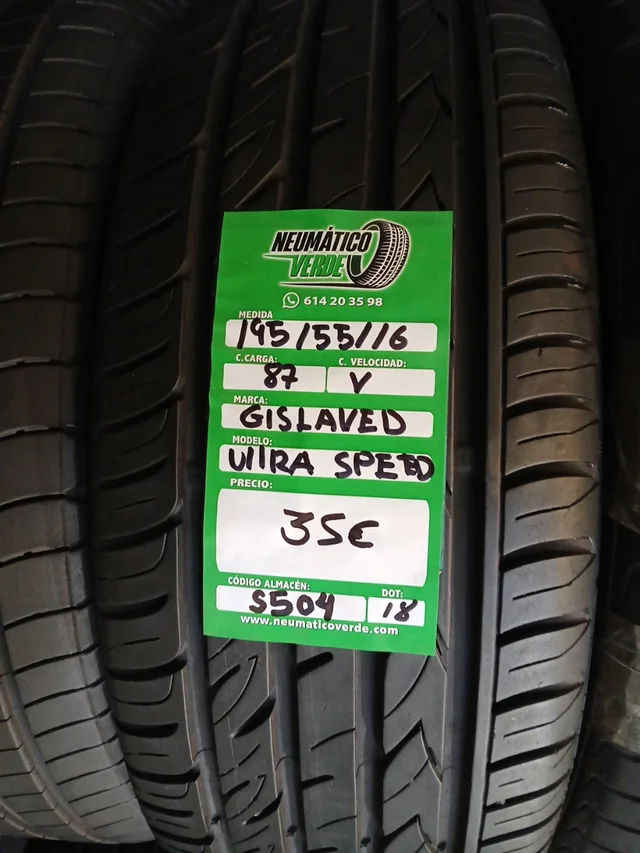 NEUMÁTICO
VERDE
614 20 35 98
MEDIDA
195/55/16
C.CARGA: C. VELOCIDAD:
87 V
MARCA:
GISLAVED
MODELO:
UlTRA SPEED
PRECIO:
35€
CÓDIGO ALMACÉN: DOT:
S504 18
www.neumaticoverde.com